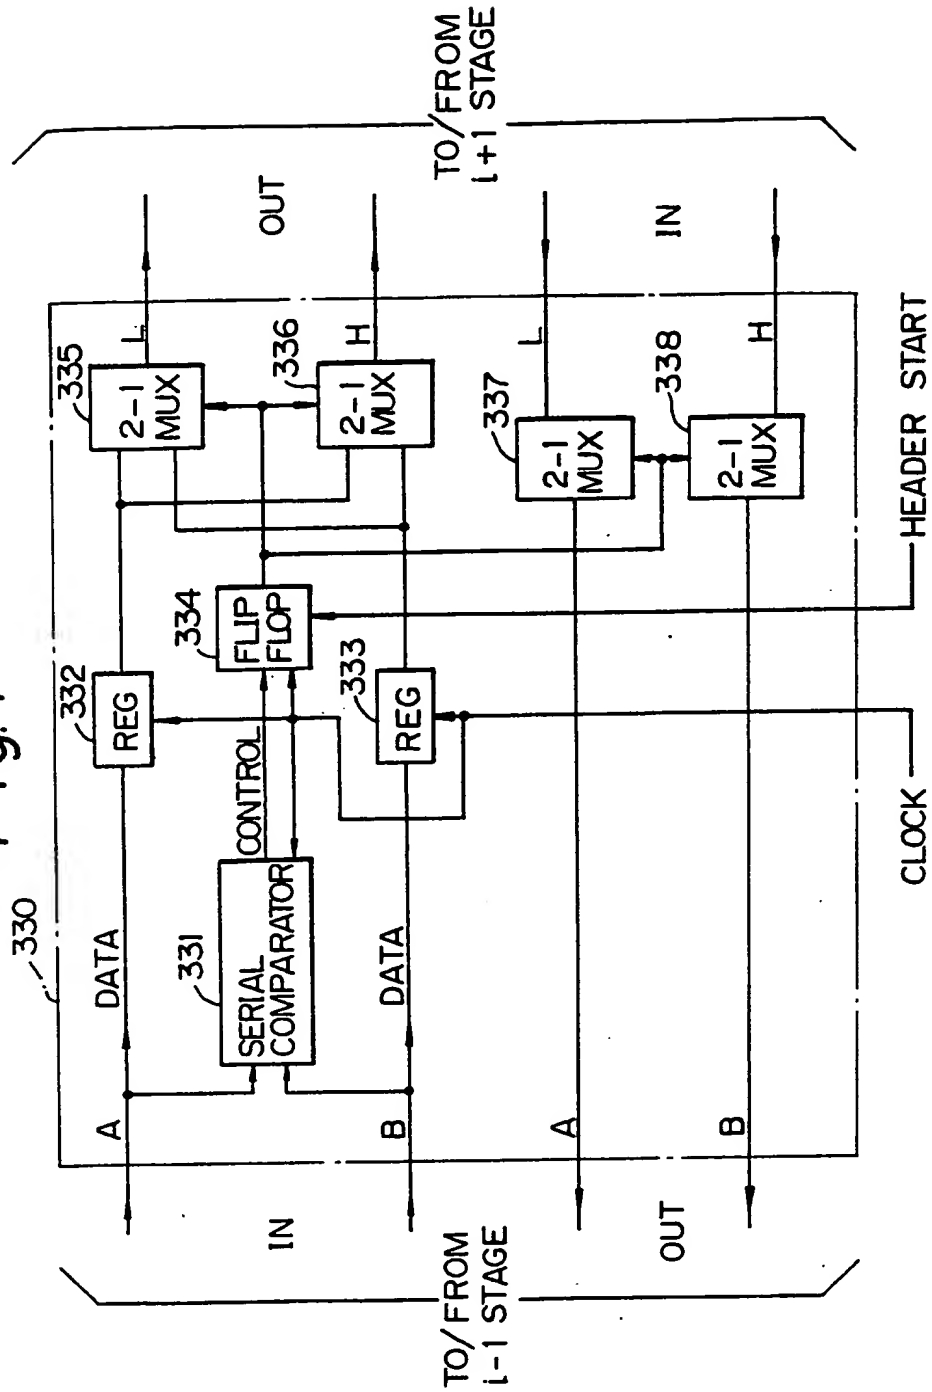 330
TO/FROM
i-1 STAGE
IN
A
B
DATA
DATA
331
SERIAL
COMPARATOR
CONTROL
332
REG
333
REG
334
FLIP
FLOP
335
2-1
MUX
L
336
2-1
MUX
H
OUT
TO/FROM
i+1 STAGE
OUT
A
B
337
2-1
MUX
L
338
2-1
MUX
H
IN
CLOCK
HEADER START